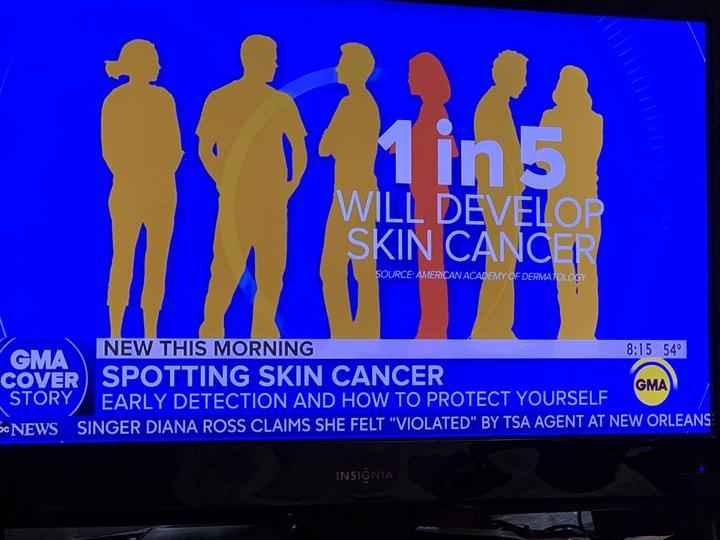 1 in 5
WILL DEVELOP
SKIN CANCER
SOURCE: AMERICAN ACADEMY OF DERMATOLOGY
NEW THIS MORNING
8:15 54°
GMA
COVER
STORY
SPOTTING SKIN CANCER
EARLY DETECTION AND HOW TO PROTECT YOURSELF
GMA
abc NEWS
SINGER DIANA ROSS CLAIMS SHE FELT "VIOLATED" BY TSA AGENT AT NEW ORLEANS
INSIGNIA